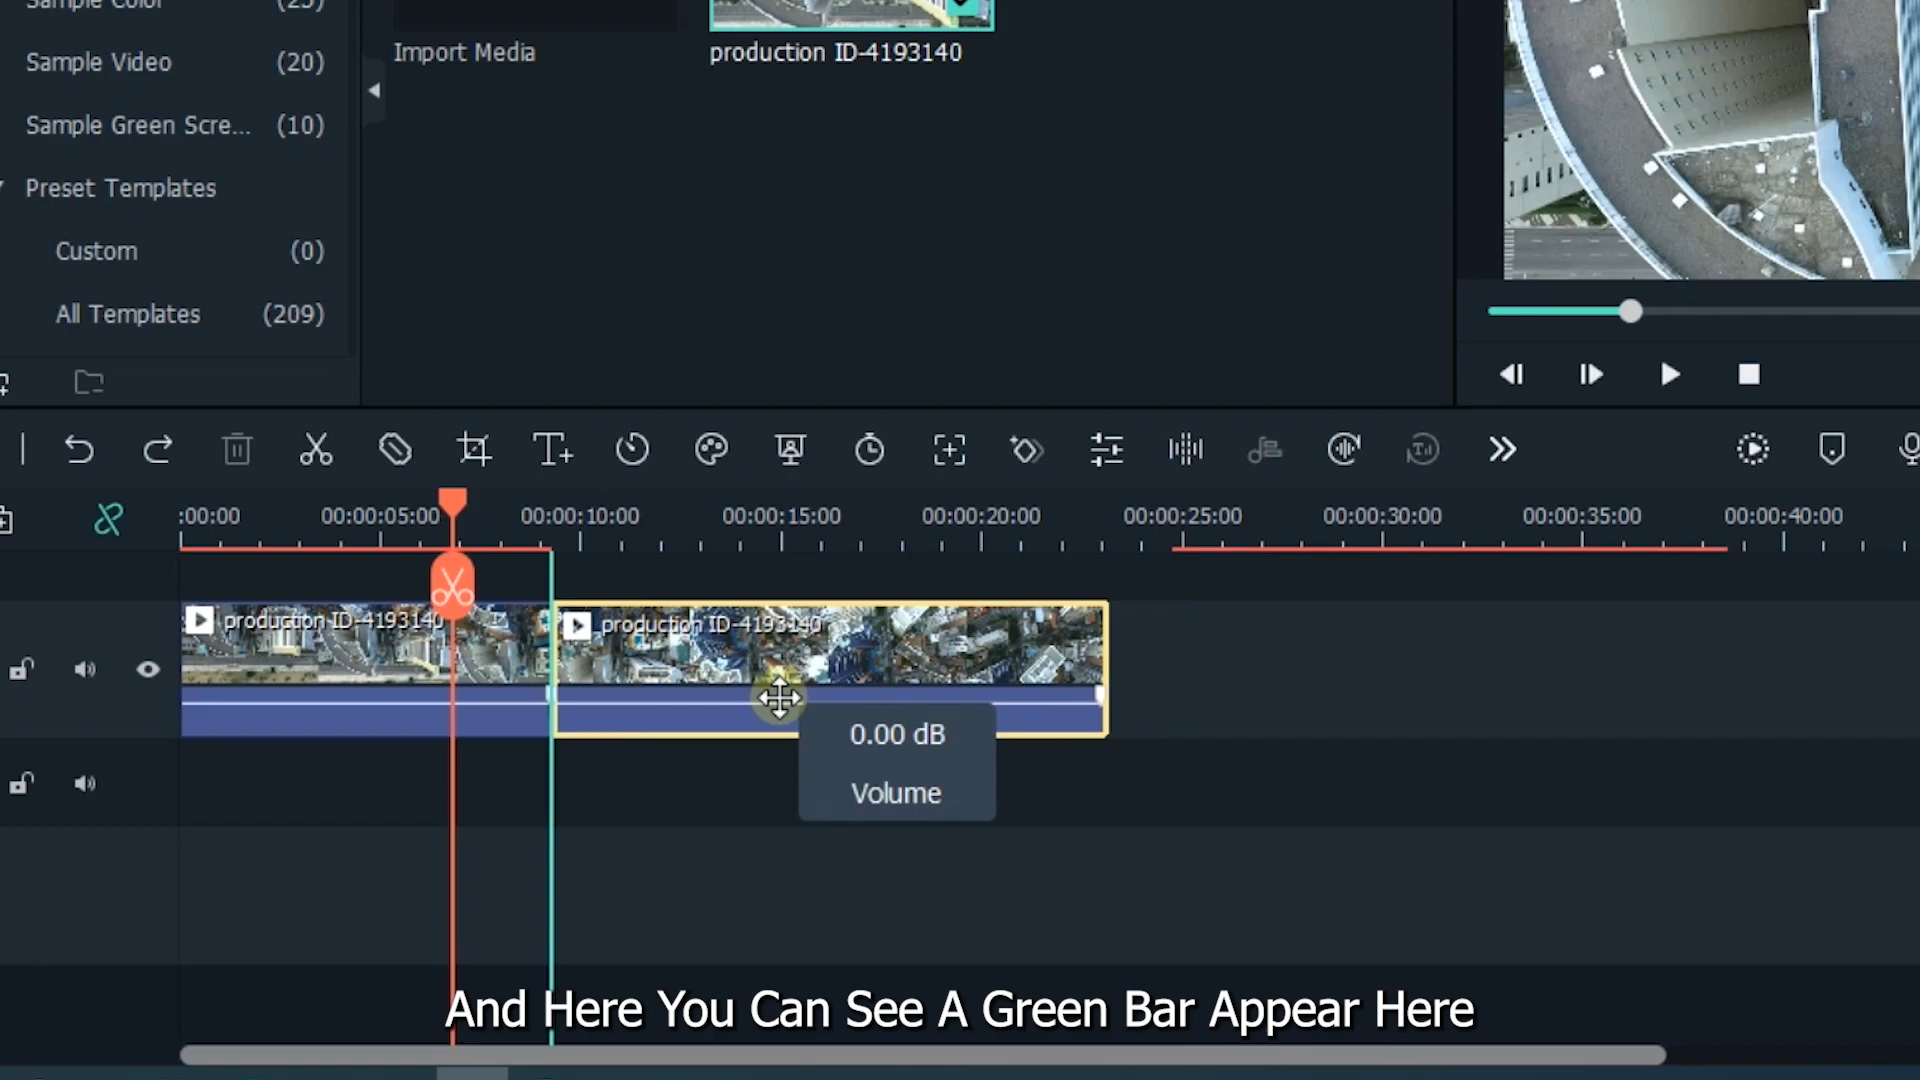 Sample Color (25)
Sample Video (20)
Sample Green Scre... (10)
Preset Templates
Custom (0)
All Templates (209)
Import Media
production ID-4193140
:00:00 00:00:05:00 00:00:10:00 00:00:15:00 00:00:20:00 00:00:25:00 00:00:30:00 00:00:35:00 00:00:40:00
production ID-4193140
production ID-4193140
0.00 dB
Volume
And Here You Can See A Green Bar Appear Here